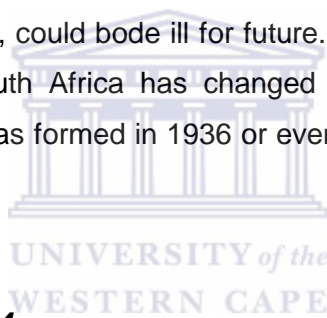 , could bode ill for future.
uth Africa has changed
as formed in 1936 or even
UNIVERSITY of the
WESTERN CAPE